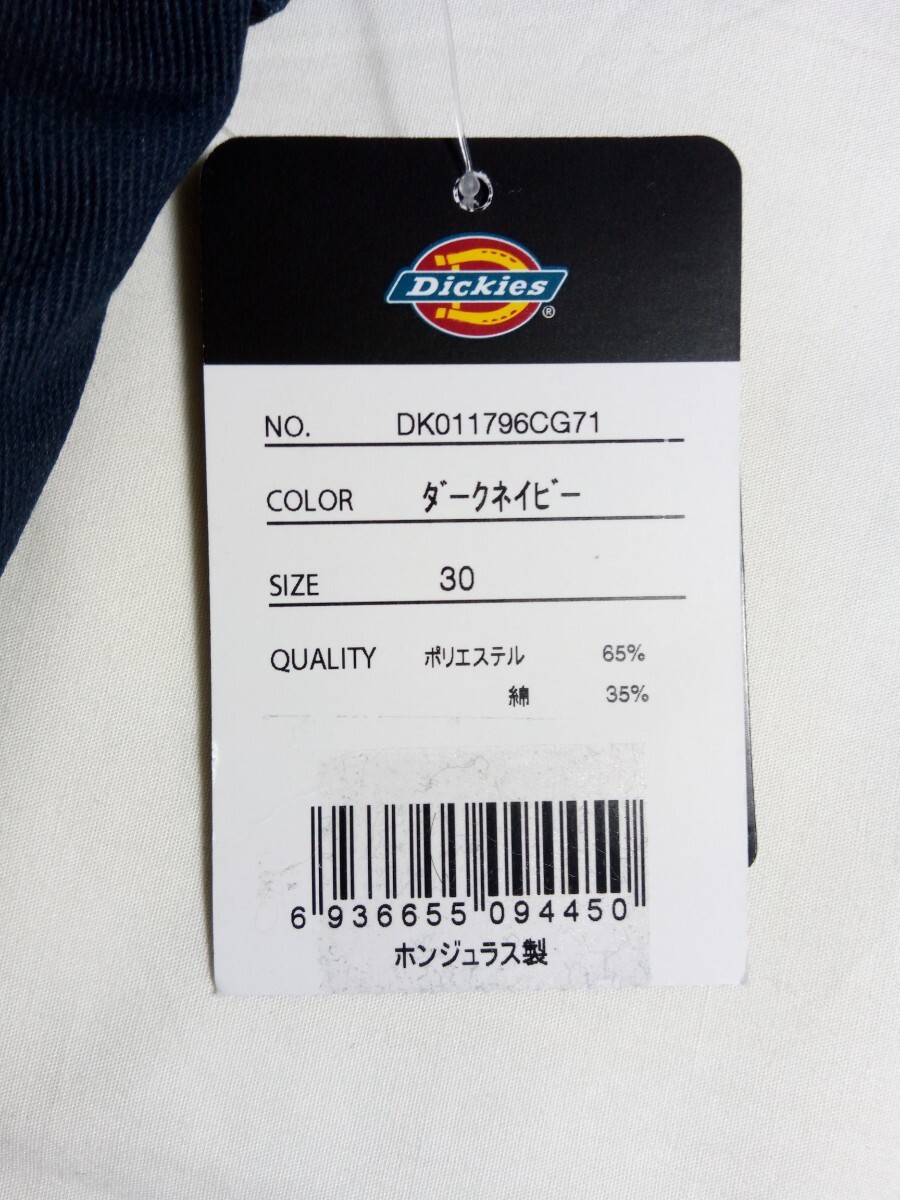 Dickies®
NO. DK011796CG71
COLOR ダークネイビー
SIZE 30
QUALITY ポリエステル 65%
綿 35%
6 936655 094450
ホンジュラス製